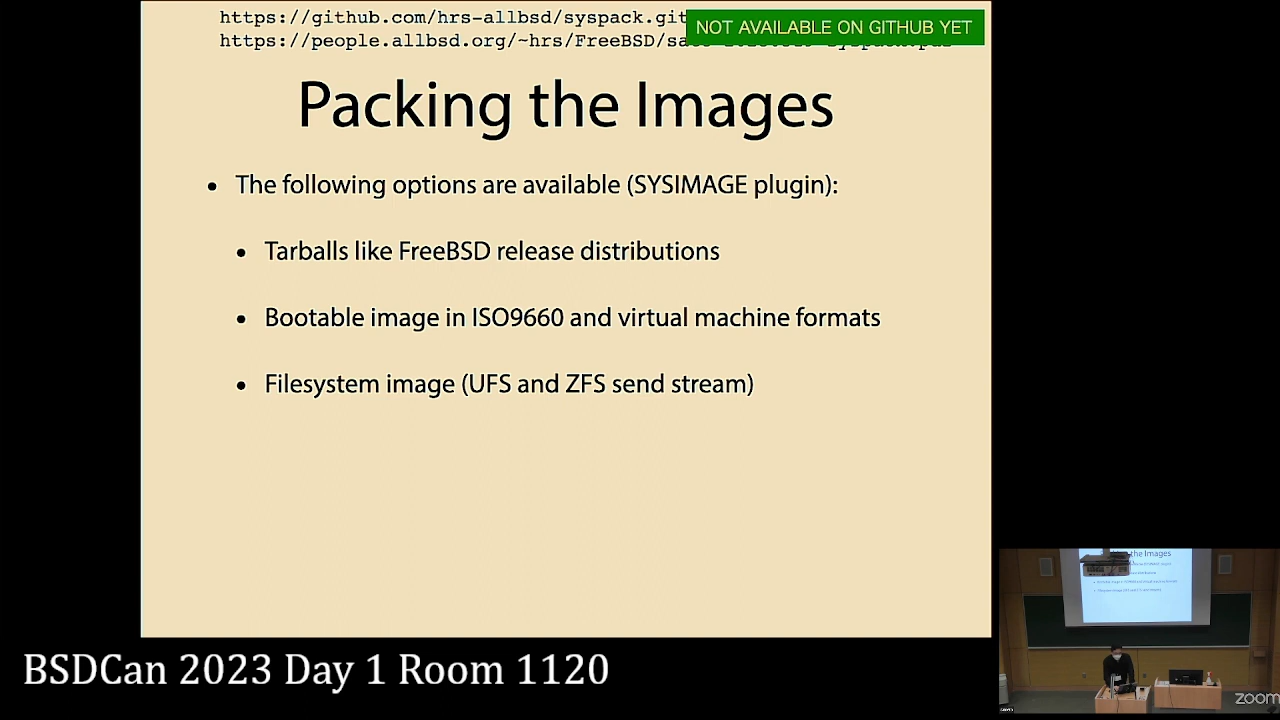 https://github.com/hrs-allbsd/syspack.git
NOT AVAILABLE ON GITHUB YET
https://people.allbsd.org/~hrs/FreeBSD/
Packing the Images
• The following options are available (SYSIMAGE plugin):
• Tarballs like FreeBSD release distributions
• Bootable image in ISO9660 and virtual machine formats
• Filesystem image (UFS and ZFS send stream)
the Images
BSDCan 2023 Day 1 Room 1120
zoom